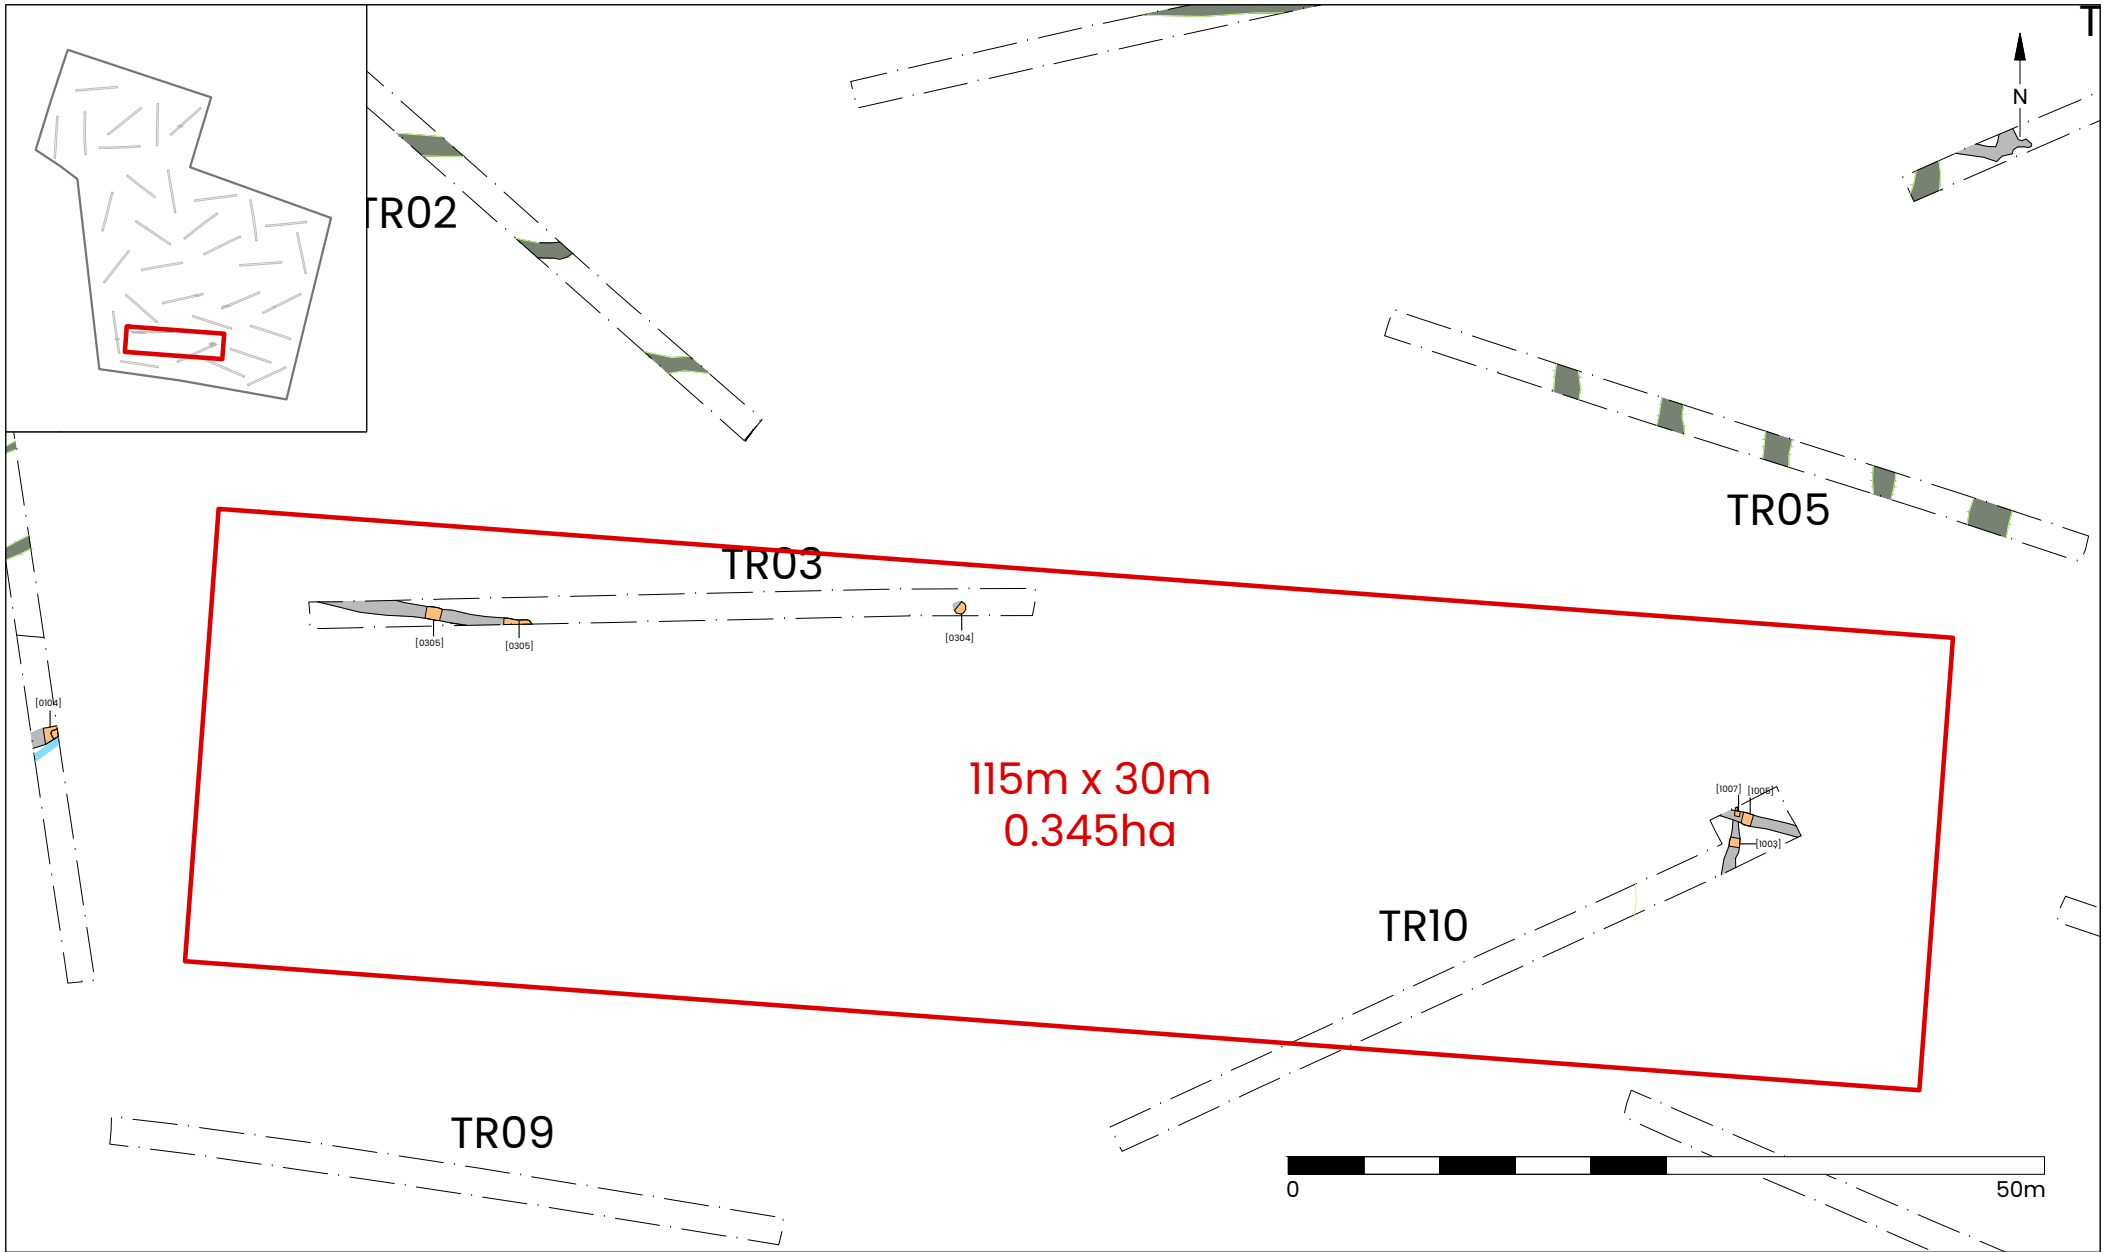 T
N
TR02
TR05
TR03
[0305]
[0305]
[0304]
[0104]
115m x 30m
0.345ha
[1007]
[1005]
[1003]
TR10
TR09
0
50m